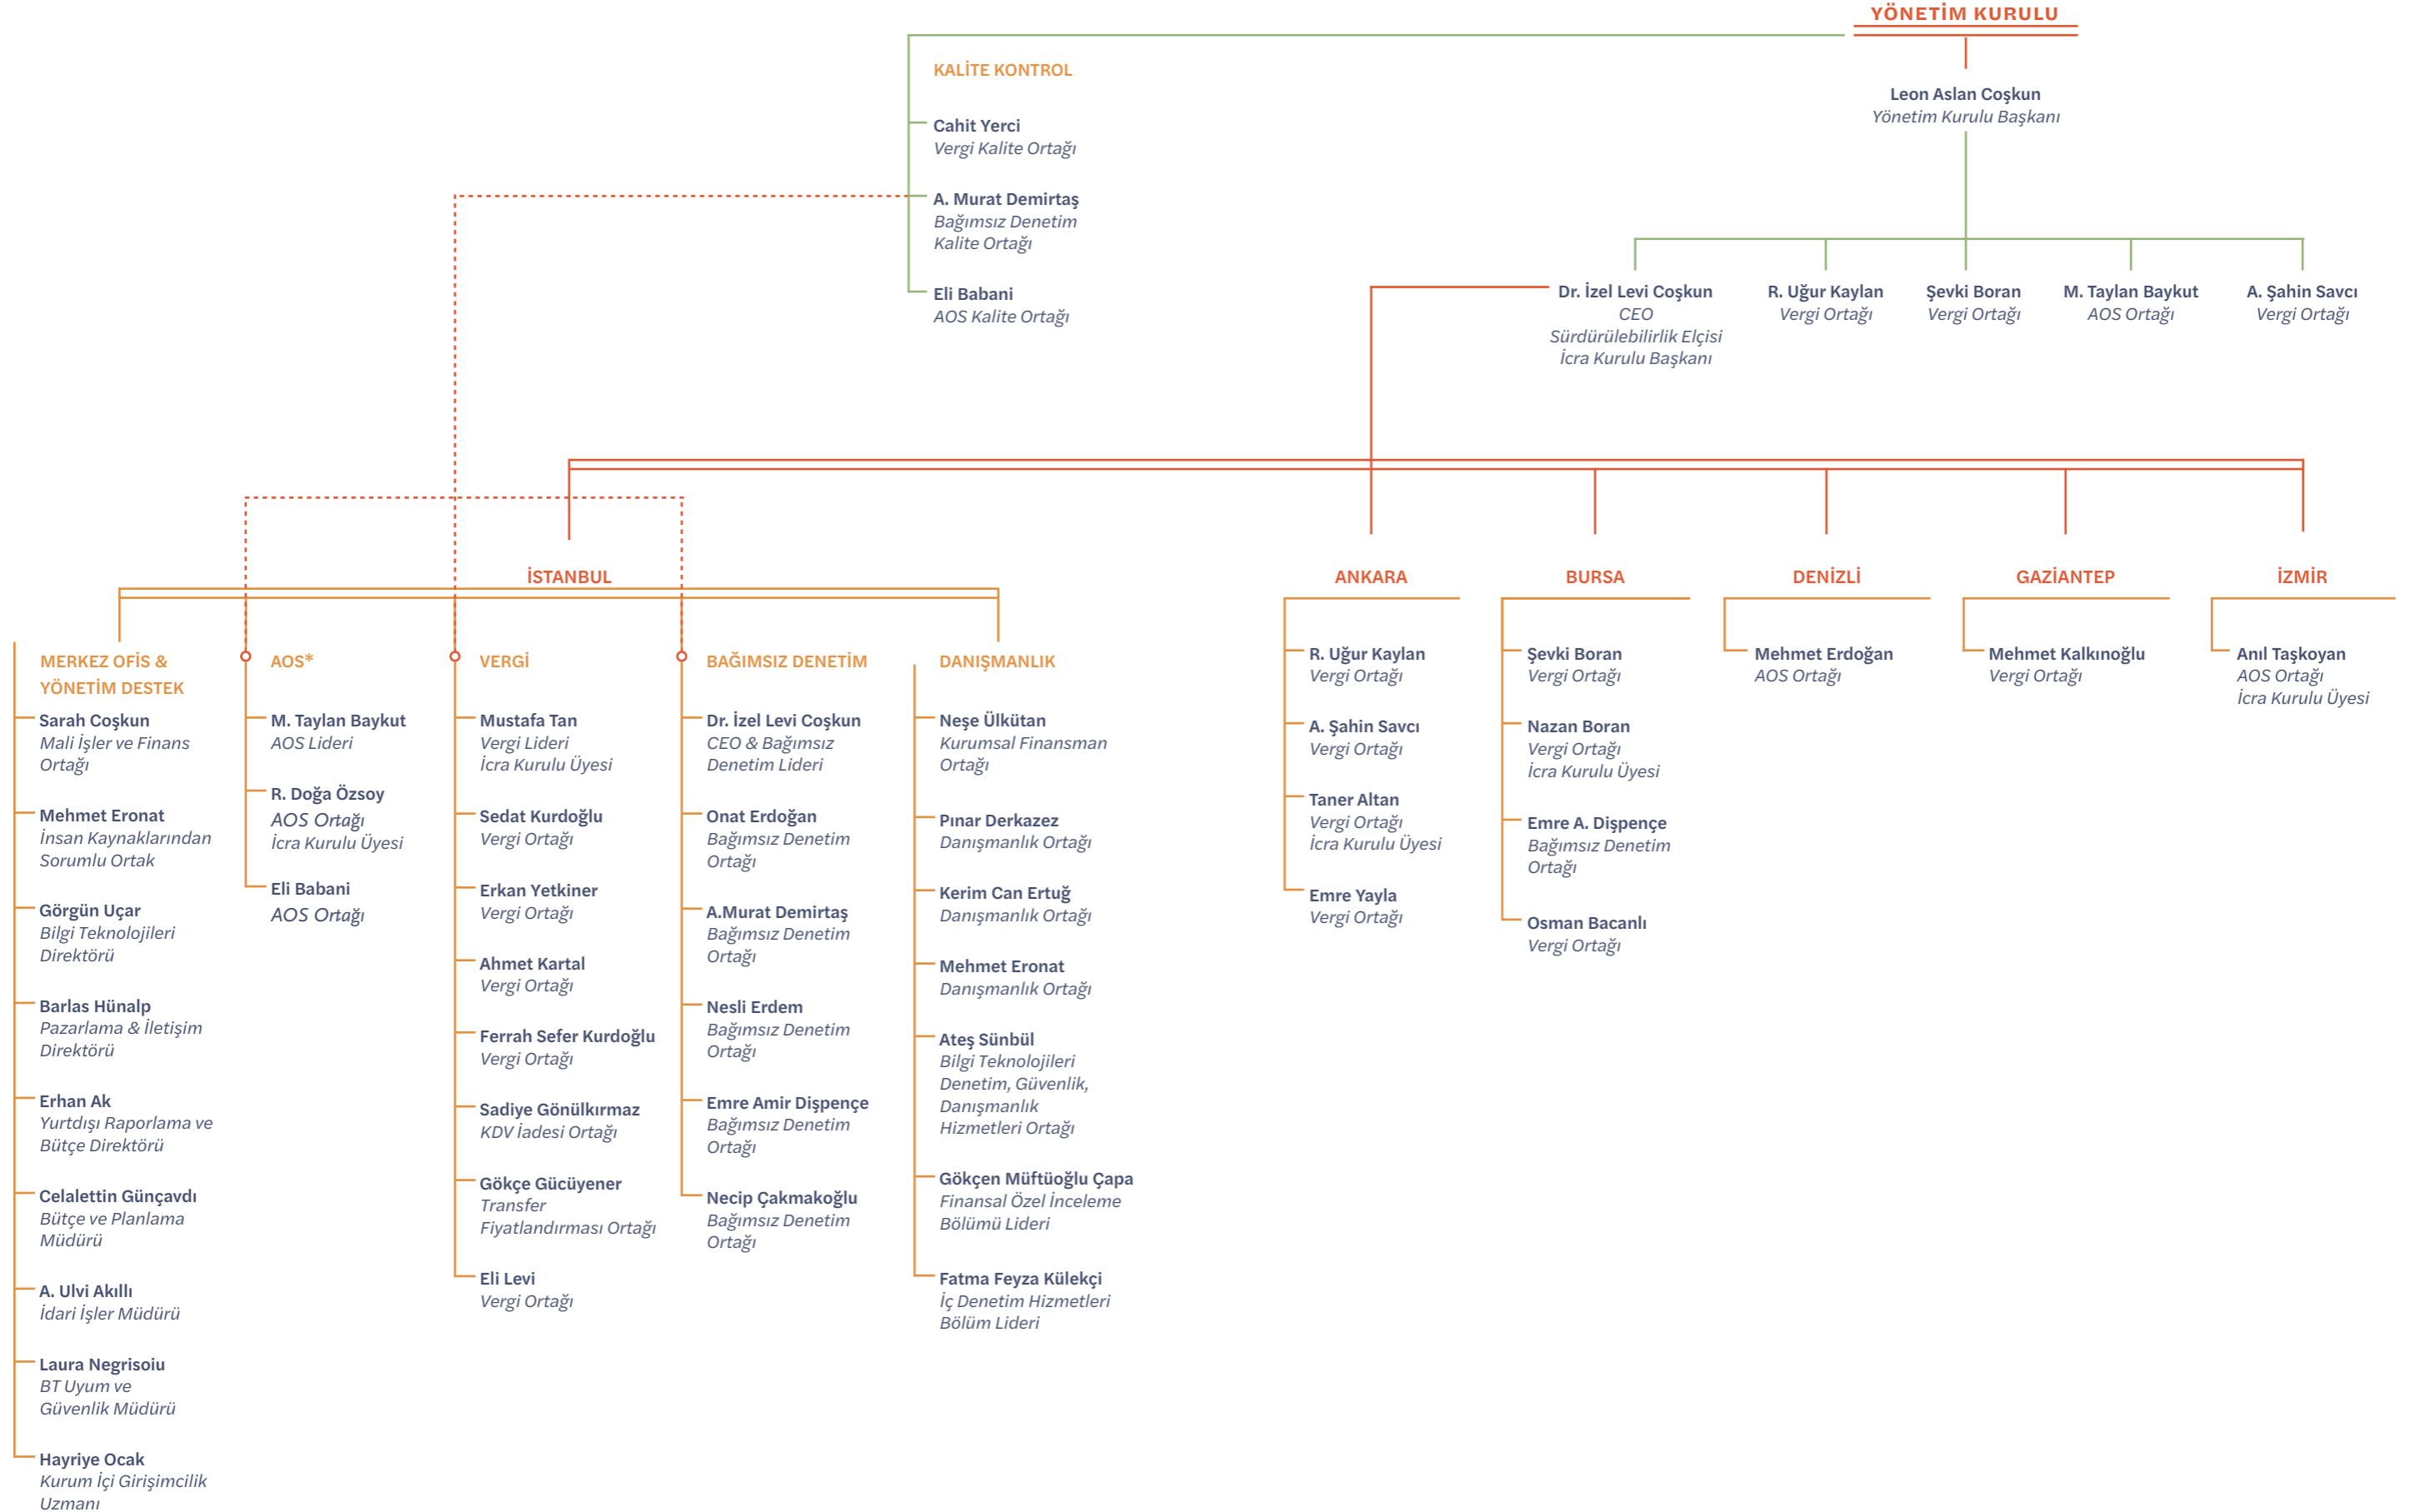 YÖNETİM KURULU
Leon Aslan Coşkun
Yönetim Kurulu Başkanı
KALİTE KONTROL
Cahit Yerci
Vergi Kalite Ortağı
A. Murat Demirtaş
Bağımsız Denetim
Kalite Ortağı
Eli Babani
AOS Kalite Ortağı
Dr. İzel Levi Coşkun
CEO
Sürdürülebilirlik Elçisi
İcra Kurulu Başkanı
R. Uğur Kaylan
Vergi Ortağı
Şevki Boran
Vergi Ortağı
M. Taylan Baykut
AOS Ortağı
A. Şahin Savcı
Vergi Ortağı
İSTANBUL
MERKEZ OFİS &
YÖNETİM DESTEK
Sarah Coşkun
Mali İşler ve Finans
Ortağı
Mehmet Eronat
İnsan Kaynaklarından
Sorumlu Ortak
Görgün Uçar
Bilgi Teknolojileri
Direktörü
Barlas Hünalp
Pazarlama & İletişim
Direktörü
Erhan Ak
Yurtdışı Raporlama ve
Bütçe Direktörü
Celalettin Günçavdı
Bütçe ve Planlama
Müdürü
A. Ulvi Akıllı
İdari İşler Müdürü
Laura Negrisoiu
BT Uyum ve
Güvenlik Müdürü
Hayriye Ocak
Kurum İçi Girişimcilik
Uzmanı
AOS*
M. Taylan Baykut
AOS Lideri
R. Doğa Özsoy
AOS Ortağı
İcra Kurulu Üyesi
Eli Babani
AOS Ortağı
VERGİ
Mustafa Tan
Vergi Lideri
İcra Kurulu Üyesi
Sedat Kurdoğlu
Vergi Ortağı
Erkan Yetkiner
Vergi Ortağı
Ahmet Kartal
Vergi Ortağı
Ferrah Sefer Kurdoğlu
Vergi Ortağı
Sadiye Gönülkırmaz
KDV İadesi Ortağı
Gökçe Gücüyener
Transfer
Fiyatlandırması Ortağı
Eli Levi
Vergi Ortağı
BAĞIMSIZ DENETİM
Dr. İzel Levi Coşkun
CEO & Bağımsız
Denetim Lideri
Onat Erdoğan
Bağımsız Denetim
Ortağı
A.Murat Demirtaş
Bağımsız Denetim
Ortağı
Nesli Erdem
Bağımsız Denetim
Ortağı
Emre Amir Dişpençe
Bağımsız Denetim
Ortağı
Necip Çakmakoğlu
Bağımsız Denetim
Ortağı
DANIŞMANLIK
Neşe Ülkütan
Kurumsal Finansman
Ortağı
Pınar Derkazez
Danışmanlık Ortağı
Kerim Can Ertuğ
Danışmanlık Ortağı
Mehmet Eronat
Danışmanlık Ortağı
Ateş Sünbül
Bilgi Teknolojileri
Denetim, Güvenlik,
Danışmanlık
Hizmetleri Ortağı
Gökçen Müftüoğlu Çapa
Finansal Özel İnceleme
Bölümü Lideri
Fatma Feyza Külekçi
İç Denetim Hizmetleri
Bölüm Lideri
ANKARA
R. Uğur Kaylan
Vergi Ortağı
A. Şahin Savcı
Vergi Ortağı
Taner Altan
Vergi Ortağı
İcra Kurulu Üyesi
Emre Yayla
Vergi Ortağı
BURSA
Şevki Boran
Vergi Ortağı
Nazan Boran
Vergi Ortağı
İcra Kurulu Üyesi
Emre A. Dişpençe
Bağımsız Denetim
Ortağı
Osman Bacanlı
Vergi Ortağı
DENİZLİ
Mehmet Erdoğan
AOS Ortağı
GAZİANTEP
Mehmet Kalkınoğlu
Vergi Ortağı
İZMİR
Anıl Taşkoyan
AOS Ortağı
İcra Kurulu Üyesi